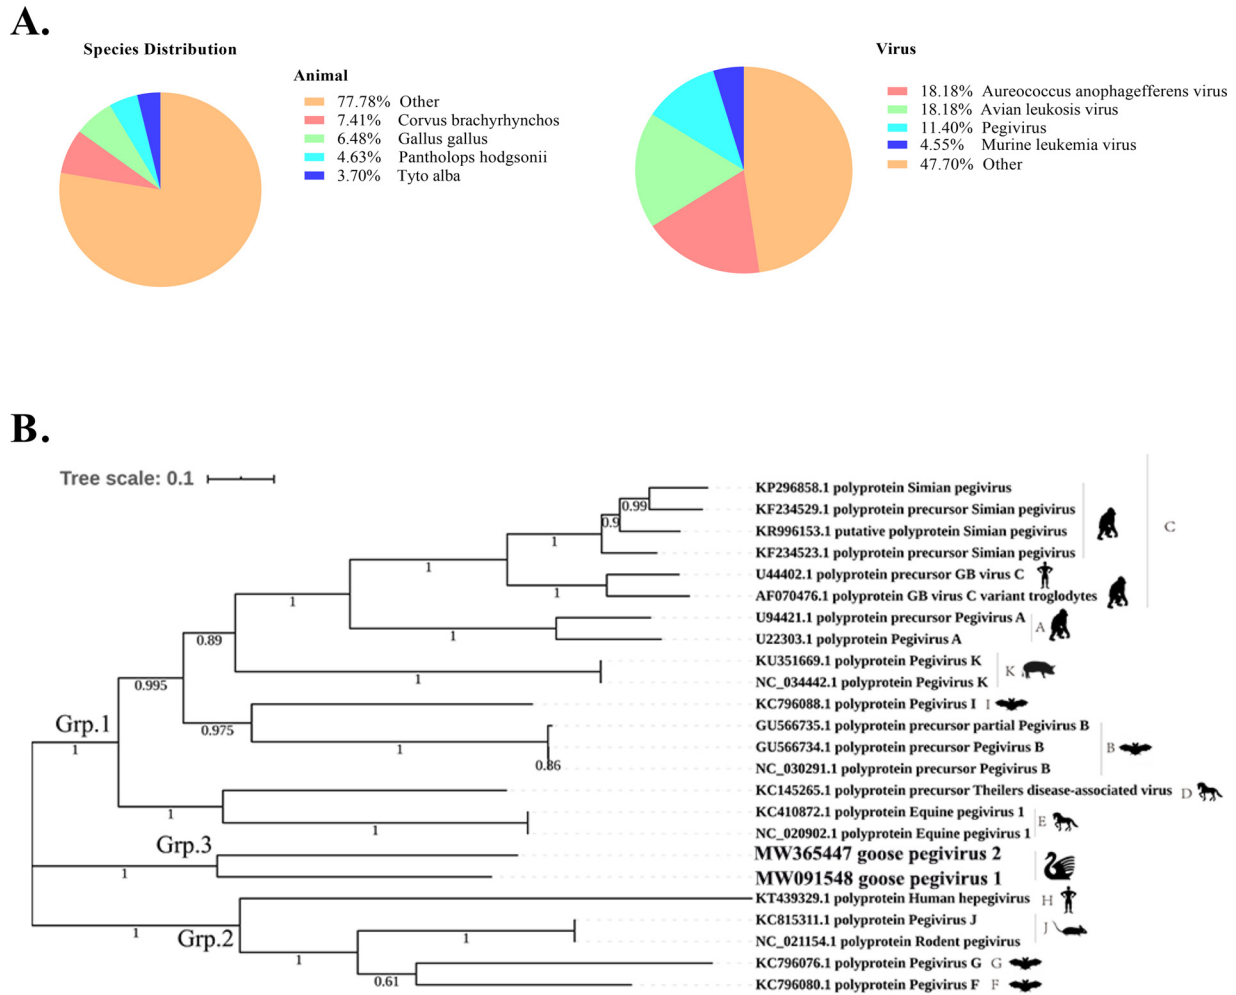 A.
Species Distribution
Animal
77.78% Other
7.41% Corvus brachyrhynchos
6.48% Gallus gallus
4.63% Pantholops hodgsonii
3.70% Tyto alba
Virus
18.18% Aureococcus anophagefferens virus
18.18% Avian leukosis virus
11.40% Pegivirus
4.55% Murine leukemia virus
47.70% Other
B.
Tree scale: 0.1
KP296858.1 polyprotein Simian pegivirus
0.99
KF234529.1 polyprotein precursor Simian pegivirus
0.9
KR996153.1 putative polyprotein Simian pegivirus
C
1
KF234523.1 polyprotein precursor Simian pegivirus
1
U44402.1 polyprotein precursor GB virus C
1
AF070476.1 polyprotein GB virus C variant troglodytes
1
U94421.1 polyprotein precursor Pegivirus A
A
1
U22303.1 polyprotein Pegivirus A
0.89
KU351669.1 polyprotein Pegivirus K
K
1
NC_034442.1 polyprotein Pegivirus K
0.995
KC796088.1 polyprotein Pegivirus I I
Grp.1
0.975
GU566735.1 polyprotein precursor partial Pegivirus B
1
1
GU566734.1 polyprotein precursor Pegivirus B
B
0.86
NC_030291.1 polyprotein precursor Pegivirus B
KC145265.1 polyprotein precursor Theilers disease-associated virus D
1
KC410872.1 polyprotein Equine pegivirus 1
E
1
NC_020902.1 polyprotein Equine pegivirus 1
Grp.3
MW365447 goose pegivirus 2
1
MW091548 goose pegivirus 1
KT439329.1 polyprotein Human hepegivirus H
KC815311.1 polyprotein Pegivirus J
J
1
Grp.2
1
NC_021154.1 polyprotein Rodent pegivirus
1
KC796076.1 polyprotein Pegivirus G G
0.61
KC796080.1 polyprotein Pegivirus F F